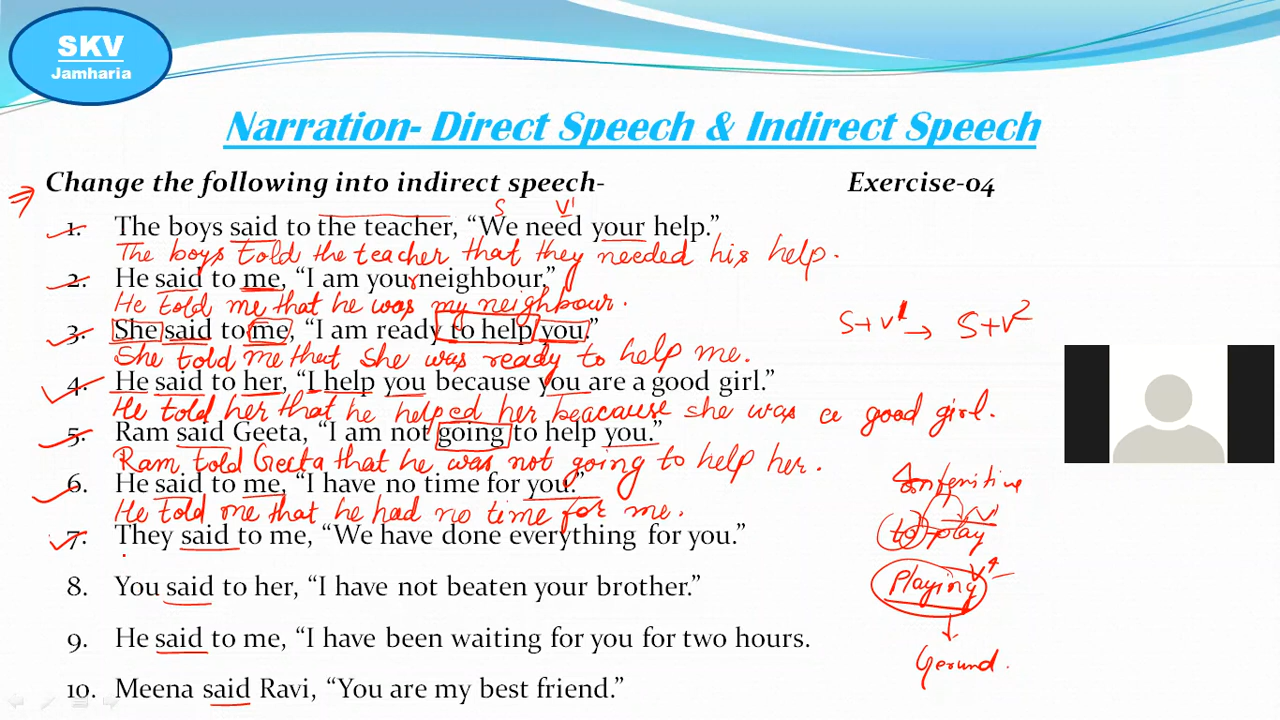 SKV
Jamharia
Narration- Direct Speech & Indirect Speech
Change the following into indirect speech- Exercise-04
S V¹
1. The boys said to the teacher, “We need your help.”
The boys told the teacher that they needed his help.
2. He said to me, “I am your neighbour,”
He told me that he was my neighbour.
3. She said to me, “I am ready to help you.”
S+V¹ → S+V²
She told me that she was ready to help me.
4. He said to her, “I help you because you are a good girl.”
He told her that he helped her beacause she was a good girl.
5. Ram said Geeta, “I am not going to help you.”
Ram told Geeta that he was not going to help her.
6. He said to me, “I have no time for you.”
Infenitive
He told me that he had no time for me.
7. They said to me, “We have done everything for you.”
V¹
to play
8. You said to her, “I have not beaten your brother.”
Playing V⁴
9. He said to me, “I have been waiting for you for two hours.
Gerund.
10. Meena said Ravi, “You are my best friend.”